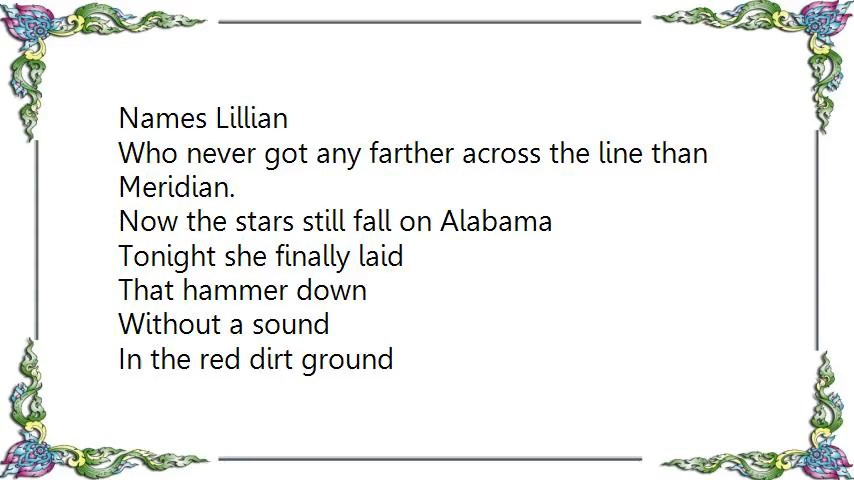 Names Lillian
Who never got any farther across the line than
Meridian.
Now the stars still fall on Alabama
Tonight she finally laid
That hammer down
Without a sound
In the red dirt ground